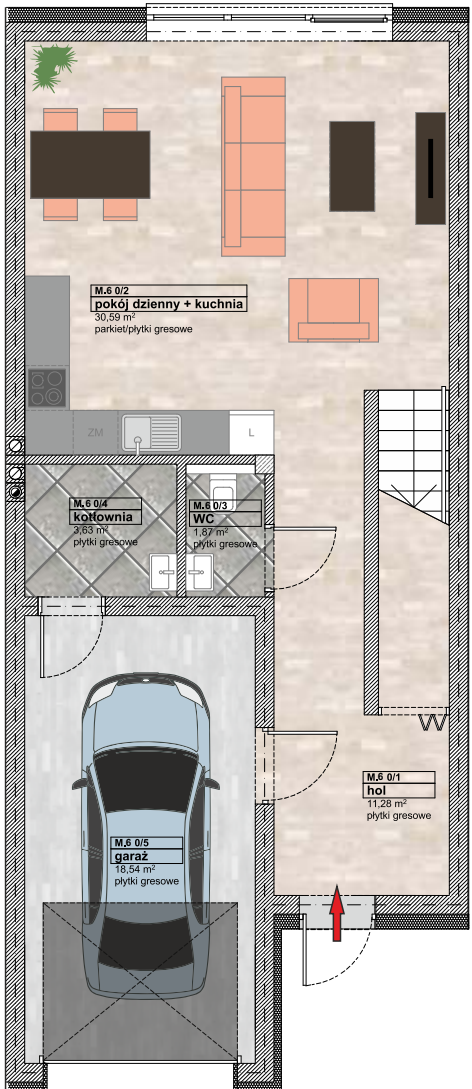 M.6 0/2
pokój dzienny + kuchnia
30,59 m²
parkiet/płytki gresowe
ZM
L
M.6 0/4
kotłownia
3,63 m²
płytki gresowe
M.6 0/3
WC
1,87 m²
płytki gresowe
M.6 0/1
hol
11,28 m²
płytki gresowe
M.6 0/5
garaż
18,54 m²
płytki gresowe